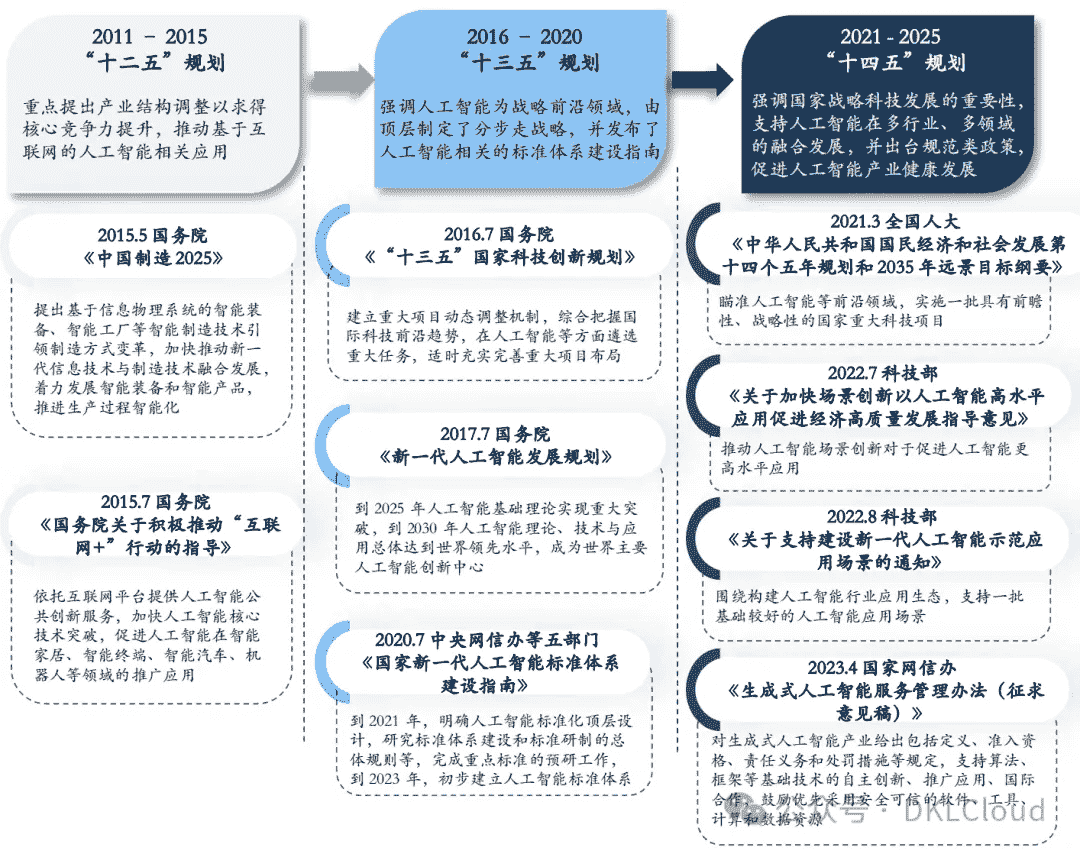 2011 - 2015
“十二五”规划
重点提出产业结构调整以求得
核心竞争力提升，推动基于互
联网的人工智能相关应用
2015.5 国务院
《中国制造 2025》
提出基于信息物理系统的智能装
备、智能工厂等智能制造技术引
领制造方式变革，加快推动新一
代信息技术与制造技术融合发展，
着力发展智能装备和智能产品，
推进生产过程智能化
2015.7 国务院
《国务院关于积极推动“互联
网+”行动的指导》
依托互联网平台提供人工智能公
共创新服务，加快人工智能核心
技术突破，促进人工智能在智能
家居、智能终端、智能汽车、机
器人等领域的推广应用
2016 - 2020
“十三五”规划
强调人工智能为战略前沿领域，由
顶层制定了分步走战略，并发布了
人工智能相关的标准体系建设指南
2016.7 国务院
《“十三五”国家科技创新规划》
建立重大项目动态调整机制，综合把握国
际科技前沿趋势，在人工智能等方面遴选
重大任务，适时充实完善重大项目布局
2017.7 国务院
《新一代人工智能发展规划》
到 2025 年人工智能基础理论实现重大突
破，到 2030 年人工智能理论、技术与应
用总体达到世界领先水平，成为世界主要
人工智能创新中心
2020.7 中央网信办等五部门
《国家新一代人工智能标准体系
建设指南》
到 2021 年，明确人工智能标准化顶层设
计，研究标准体系建设和标准研制的总
体规则等，完成重点标准的预研工作，
到 2023 年，初步建立人工智能标准体系
2021 - 2025
“十四五”规划
强调国家战略科技发展的重要性，
支持人工智能在多行业、多领域
的融合发展，并出台规范类政策，
促进人工智能产业健康发展
2021.3 全国人大
《中华人民共和国国民经济和社会发展第
十四个五年规划和 2035 年远景目标纲要》
瞄准人工智能等前沿领域，实施一批具有前瞻
性、战略性的国家重大科技项目
2022.7 科技部
《关于加快场景创新以人工智能高水平
应用促进经济高质量发展指导意见》
推动人工智能场景创新对于促进人工智能更
高水平应用
2022.8 科技部
《关于支持建设新一代人工智能示范应
用场景的通知》
围绕构建人工智能行业应用生态，支持一批
基础较好的人工智能应用场景
2023.4 国家网信办
《生成式人工智能服务管理办法（征求
意见稿）》
对生成式人工智能产业给出包括定义、准入资
格、责任义务和处罚措施等规定，支持算法、
框架等基础技术的自主创新、推广应用、国际
合作，鼓励优先采用安全可信的软件、工具、
计算和数据资源
公众号 · DKLCloud